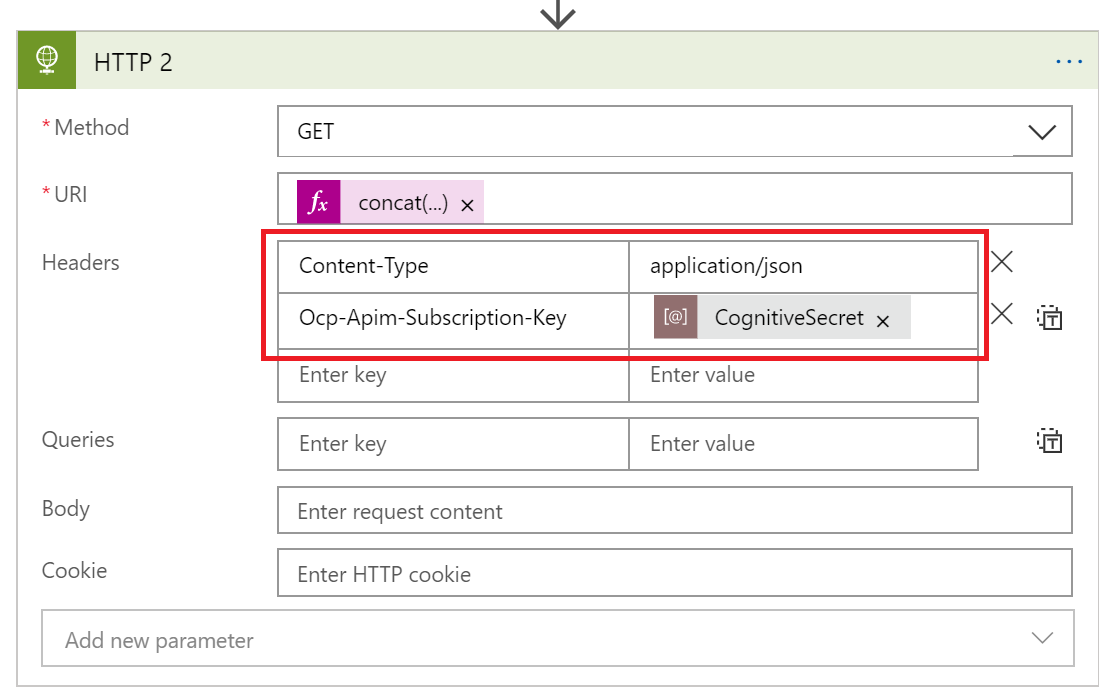 HTTP 2
...
* Method
GET
* URI
fx concat(...) ×
Headers
Content-Type application/json
Ocp-Apim-Subscription-Key [@] CognitiveSecret ×
Enter key Enter value
Queries
Enter key Enter value
Body
Enter request content
Cookie
Enter HTTP cookie
Add new parameter